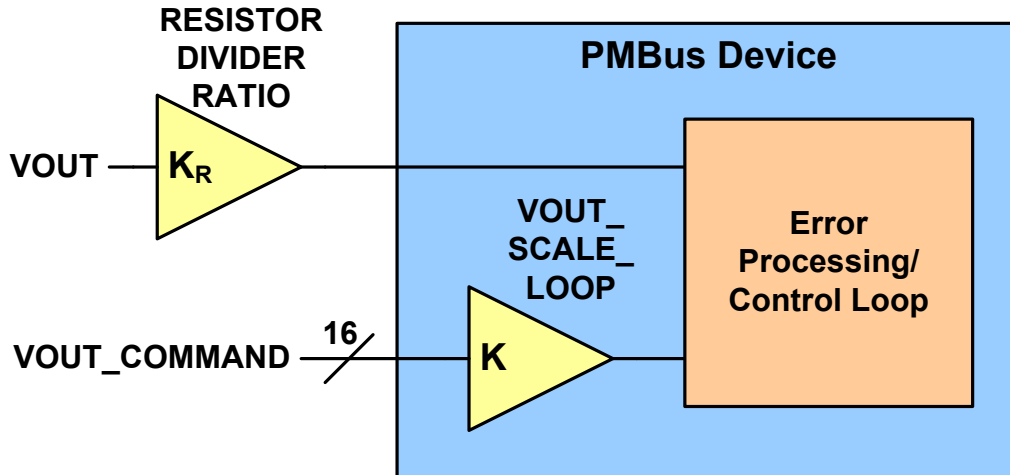 RESISTOR
DIVIDER
RATIO
PMBus Device
VOUT
KR
VOUT_
SCALE_
LOOP
Error
Processing/
Control Loop
16
VOUT_COMMAND
K